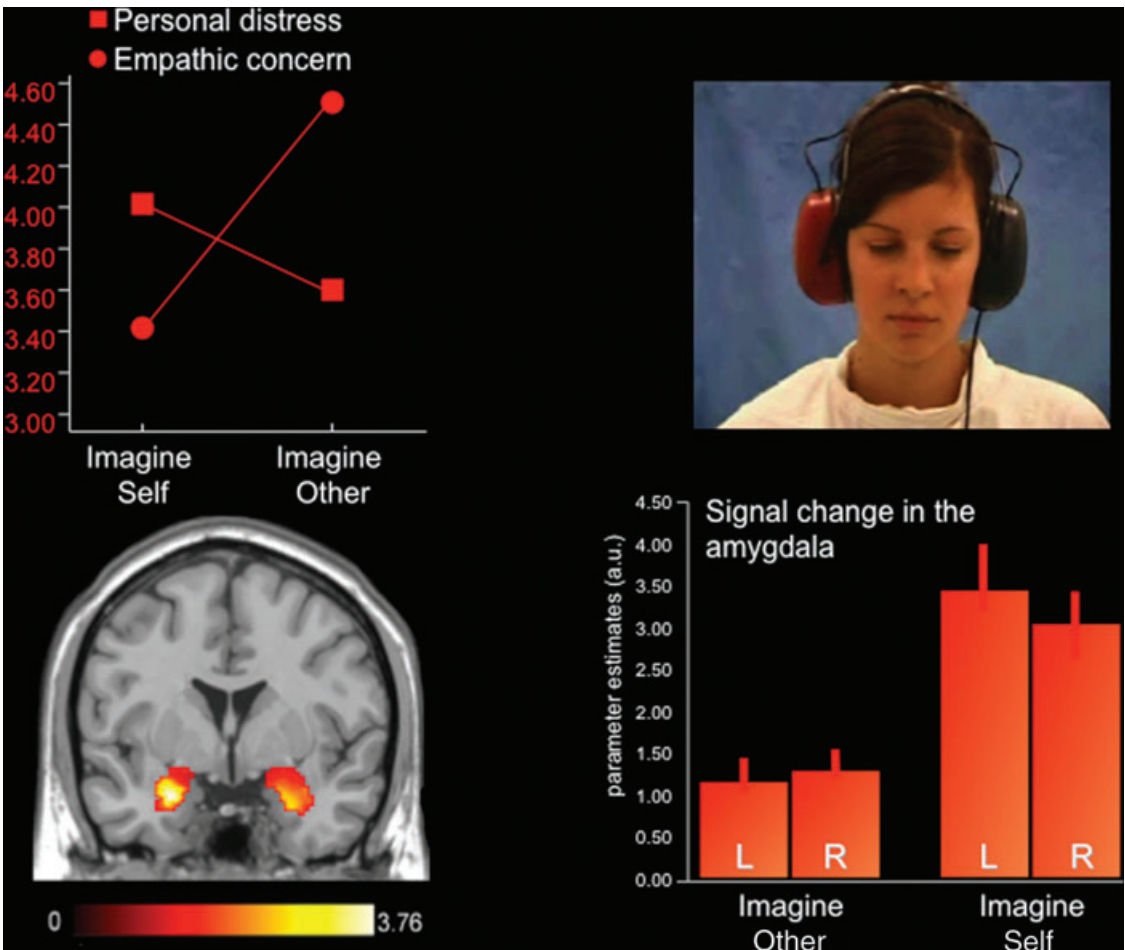 Personal distress
Empathic concern
4.60
4.40
4.20
4.00
3.80
3.60
3.40
3.20
3.00
Imagine
Self
Imagine
Other
0
3.76
Signal change in the
amygdala
parameter estimates (a.u.)
4.50
4.00
3.50
3.00
2.50
2.00
1.50
1.00
0.50
0.00
L
R
L
R
Imagine
Other
Imagine
Self